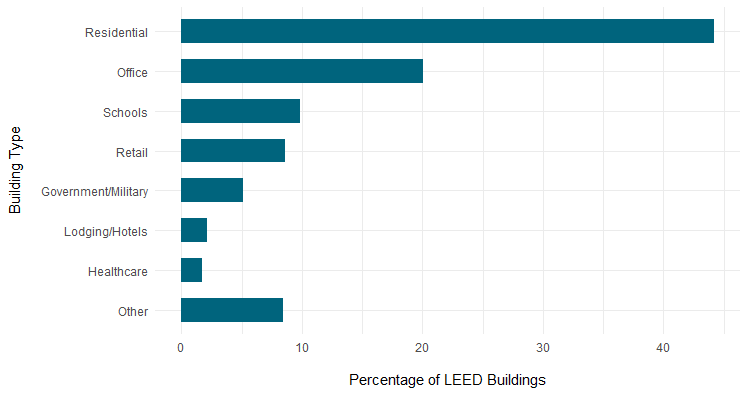 Residential
Office
Schools
Retail
Government/Military
Lodging/Hotels
Healthcare
Other
Building Type
0 10 20 30 40
Percentage of LEED Buildings